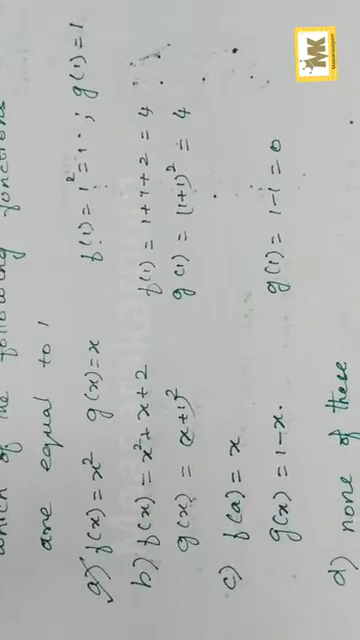 which of the following functions
are equal to 1
a) f(x) = x² g(x) = x f(1) = 1² = 1 ; g(1) = 1
b) f(x) = x² + x + 2 f(1) = 1 + 1 + 2 = 4
g(x) = (x+1)² g(1) = (1+1)² = 4
c) f(a) = x
g(x) = 1 - x. g(1) = 1 - 1 = 0
d) none of these
MK